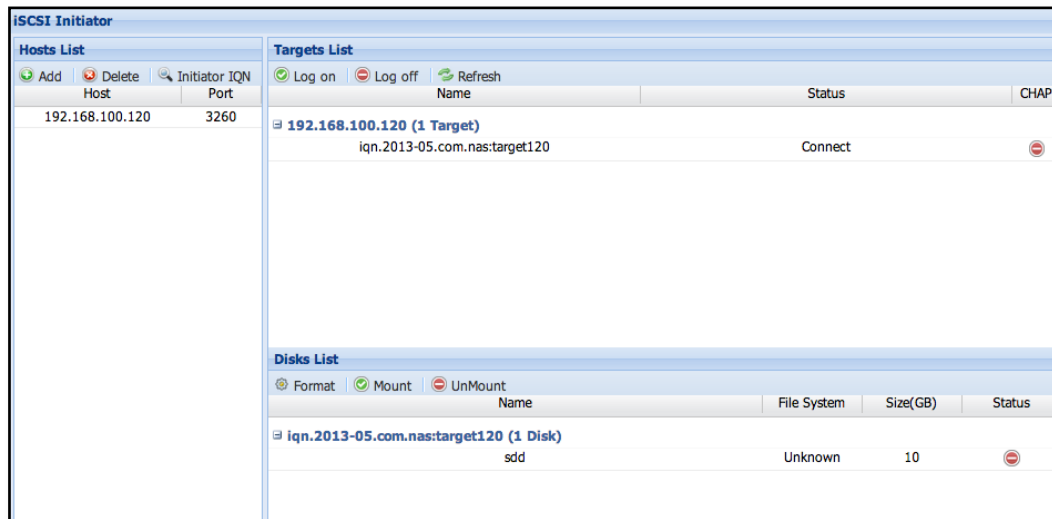 iSCSI Initiator
Hosts List
Add Delete Initiator IQN
Host Port
192.168.100.120 3260
Targets List
Log on Log off Refresh
Name Status CHAP
192.168.100.120 (1 Target)
iqn.2013-05.com.nas:target120 Connect
Disks List
Format Mount UnMount
Name File System Size(GB) Status
iqn.2013-05.com.nas:target120 (1 Disk)
sdd Unknown 10